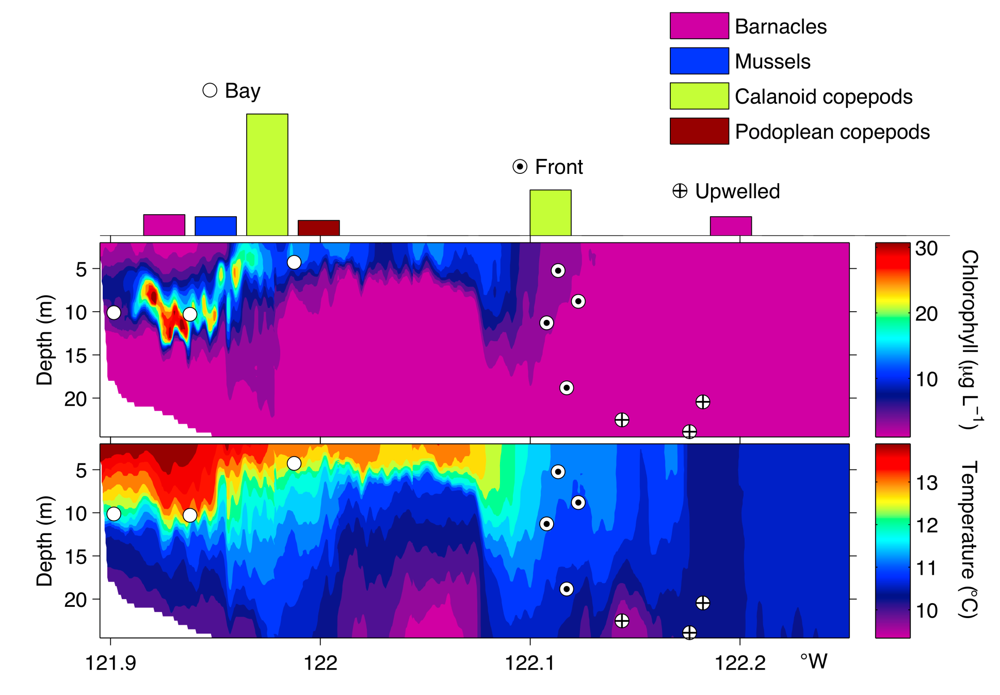 Barnacles
Mussels
Calanoid copepods
Podoplean copepods
Bay
Front
Upwelled
5
10
15
20
Depth (m)
30
20
10
Chlorophyll (µg L⁻¹)
5
10
15
20
Depth (m)
13
12
11
10
Temperature (°C)
121.9
122
122.1
122.2
°W